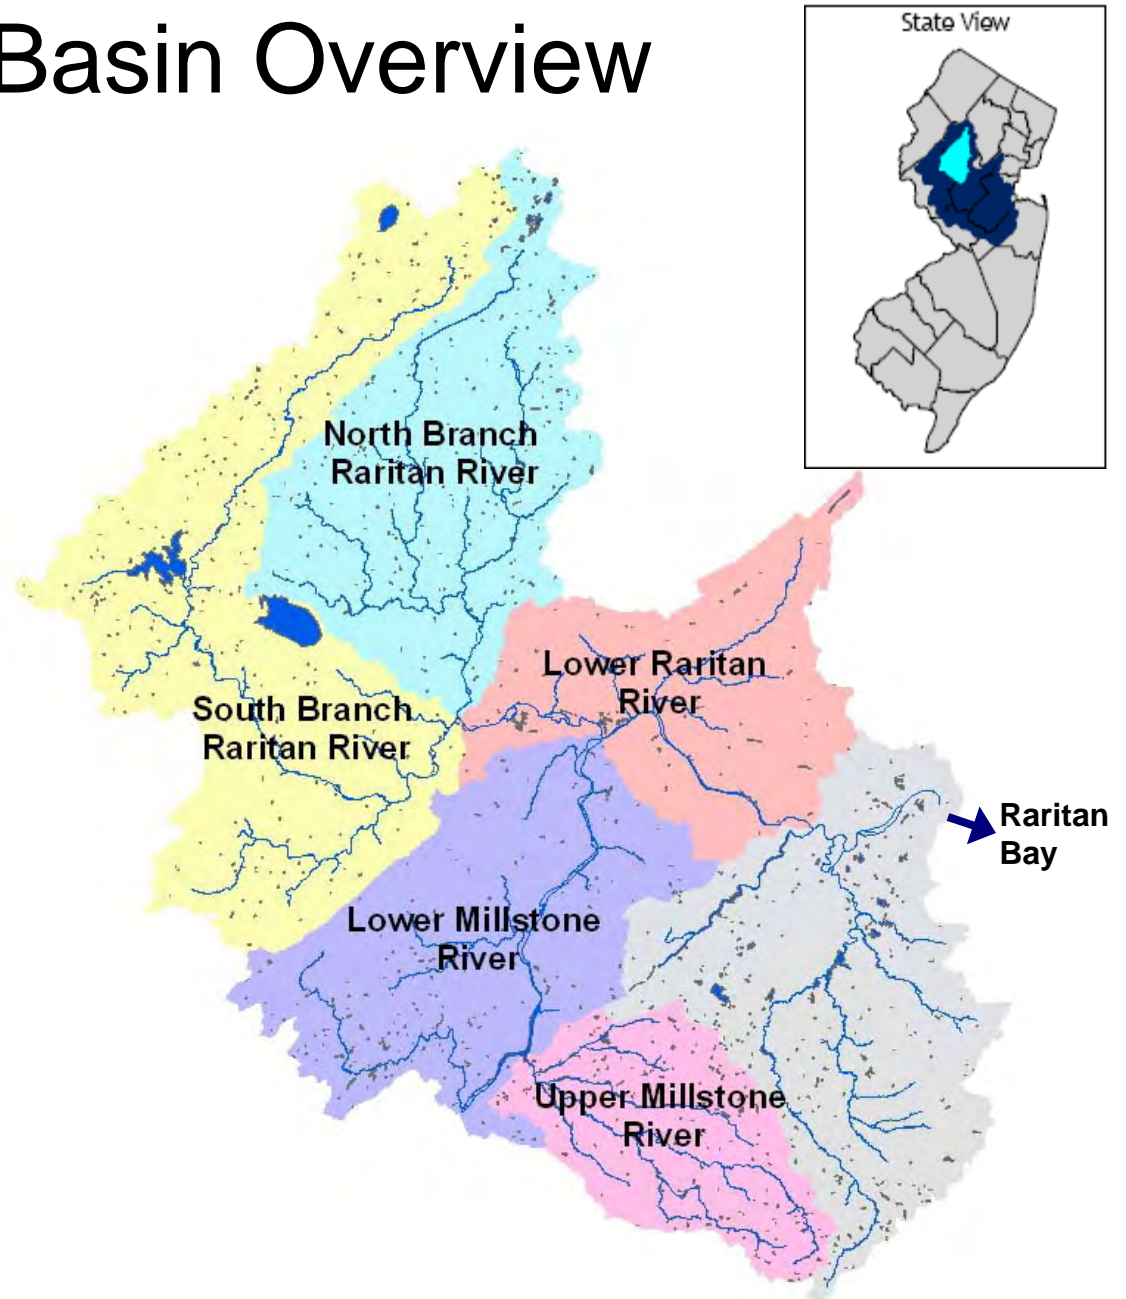 Basin Overview
State View
North Branch
Raritan River
Lower Raritan
River
South Branch
Raritan River
Raritan
Bay
Lower Millstone
River
Upper Millstone
River